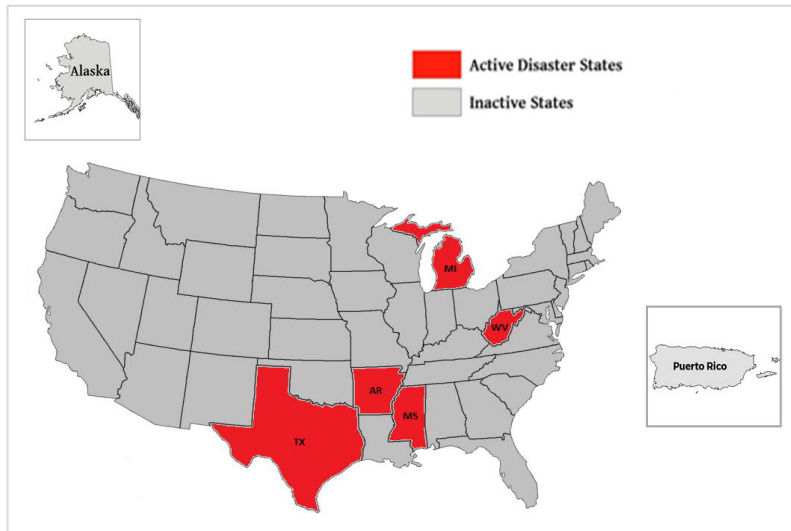 Alaska
Active Disaster States
Inactive States
MI
WV
Puerto Rico
AR
MS
TX